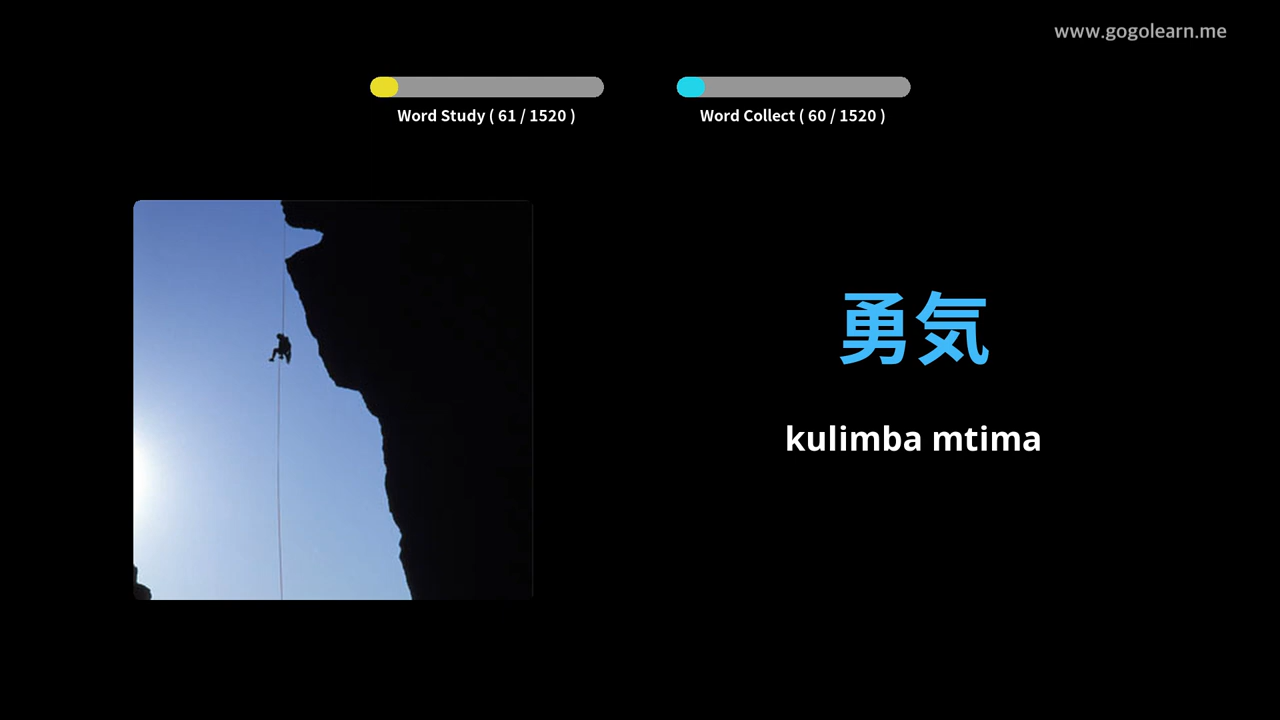 www.gogolearn.me
Word Study ( 61 / 1520 )
Word Collect ( 60 / 1520 )
勇気
kulimba mtima